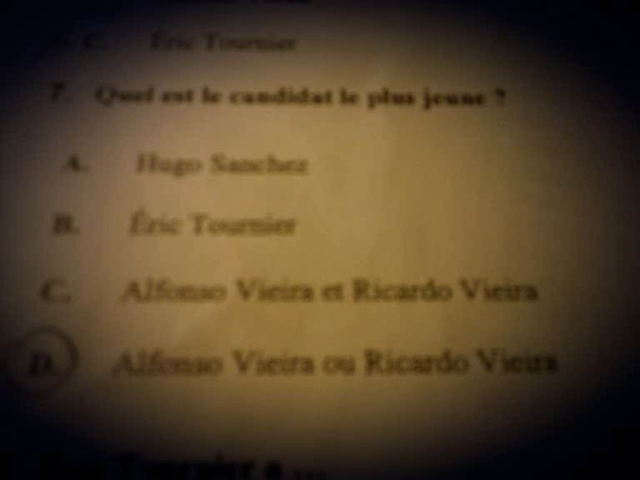 C. Éric Tournier
7. Quel est le candidat le plus jeune ?
A. Hugo Sanchez
B. Éric Tournier
C. Alfonso Vieira et Ricardo Vieira
D. Alfonso Vieira ou Ricardo Vieira
Tournier a